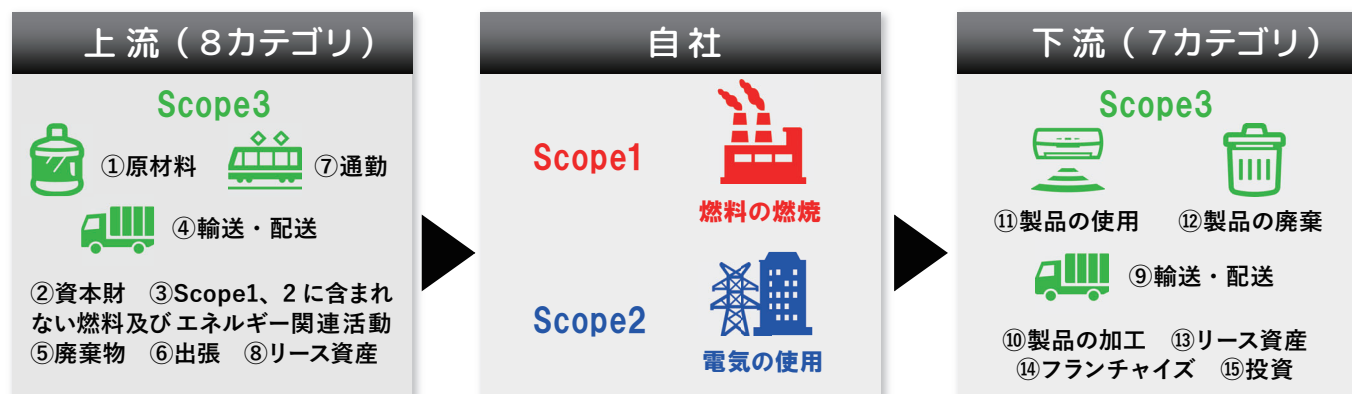 上流（8カテゴリ）
Scope3
①原材料
⑦通勤
④輸送・配送
②資本財　③Scope1、2 に含まれ
ない燃料及びエネルギー関連活動
⑤廃棄物　⑥出張　⑧リース資産
自社
Scope1
燃料の燃焼
Scope2
電気の使用
下流（7カテゴリ）
Scope3
⑪製品の使用
⑫製品の廃棄
⑨輸送・配送
⑩製品の加工　⑬リース資産
⑭フランチャイズ　⑮投資